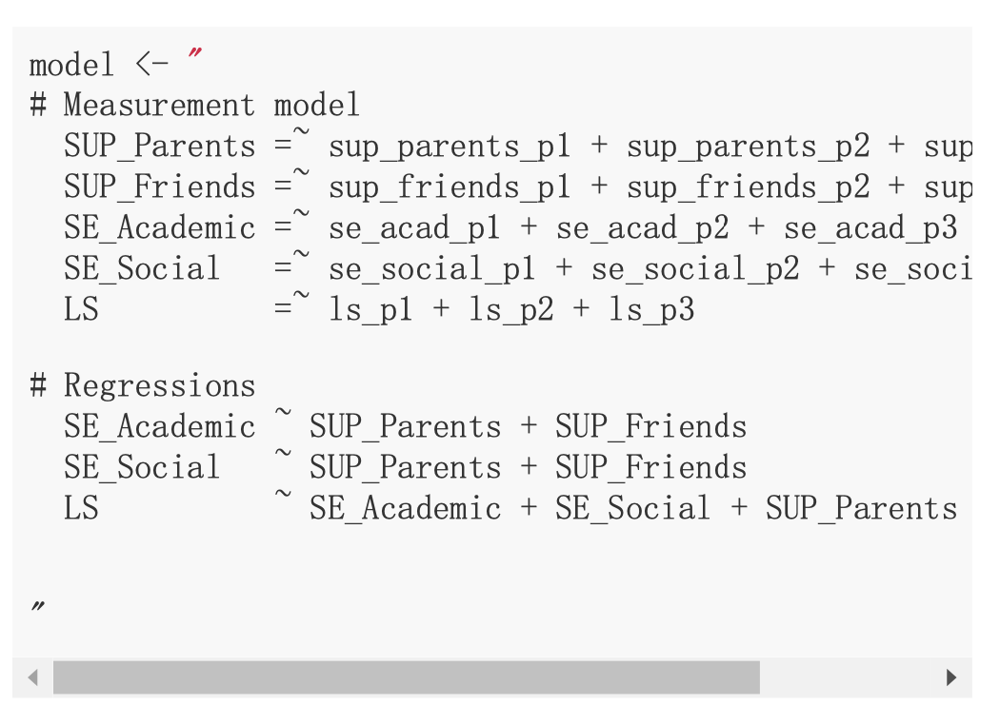 model <- "
# Measurement model
  SUP_Parents =~ sup_parents_p1 + sup_parents_p2 + sup
  SUP_Friends =~ sup_friends_p1 + sup_friends_p2 + sup
  SE_Academic =~ se_acad_p1 + se_acad_p2 + se_acad_p3
  SE_Social   =~ se_social_p1 + se_social_p2 + se_soci
  LS          =~ ls_p1 + ls_p2 + ls_p3
# Regressions
  SE_Academic ~ SUP_Parents + SUP_Friends
  SE_Social   ~ SUP_Parents + SUP_Friends
  LS          ~ SE_Academic + SE_Social + SUP_Parents
"